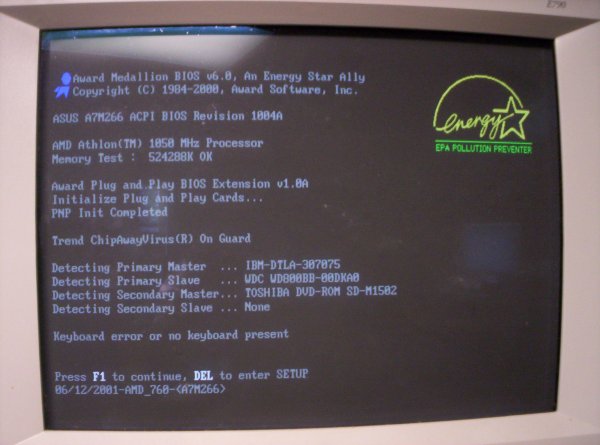 E790
Award Medallion BIOS v6.0, An Energy Star Ally
Copyright (C) 1984-2000, Award Software, Inc.
ASUS A7M266 ACPI BIOS Revision 1004A
energy
EPA POLLUTION PREVENTER
AMD Athlon(TM) 1050 MHz Processor
Memory Test : 524288K OK
Award Plug and Play BIOS Extension v1.0A
Initialize Plug and Play Cards...
PNP Init Completed
Trend ChipAwayVirus(R) On Guard
Detecting Primary Master ... IBM-DTLA-307075
Detecting Primary Slave ... WDC WD800BB-00DKA0
Detecting Secondary Master... TOSHIBA DVD-ROM SD-M1502
Detecting Secondary Slave ... None
Keyboard error or no keyboard present
Press F1 to continue, DEL to enter SETUP
06/12/2001-AMD_760-<A7M266>